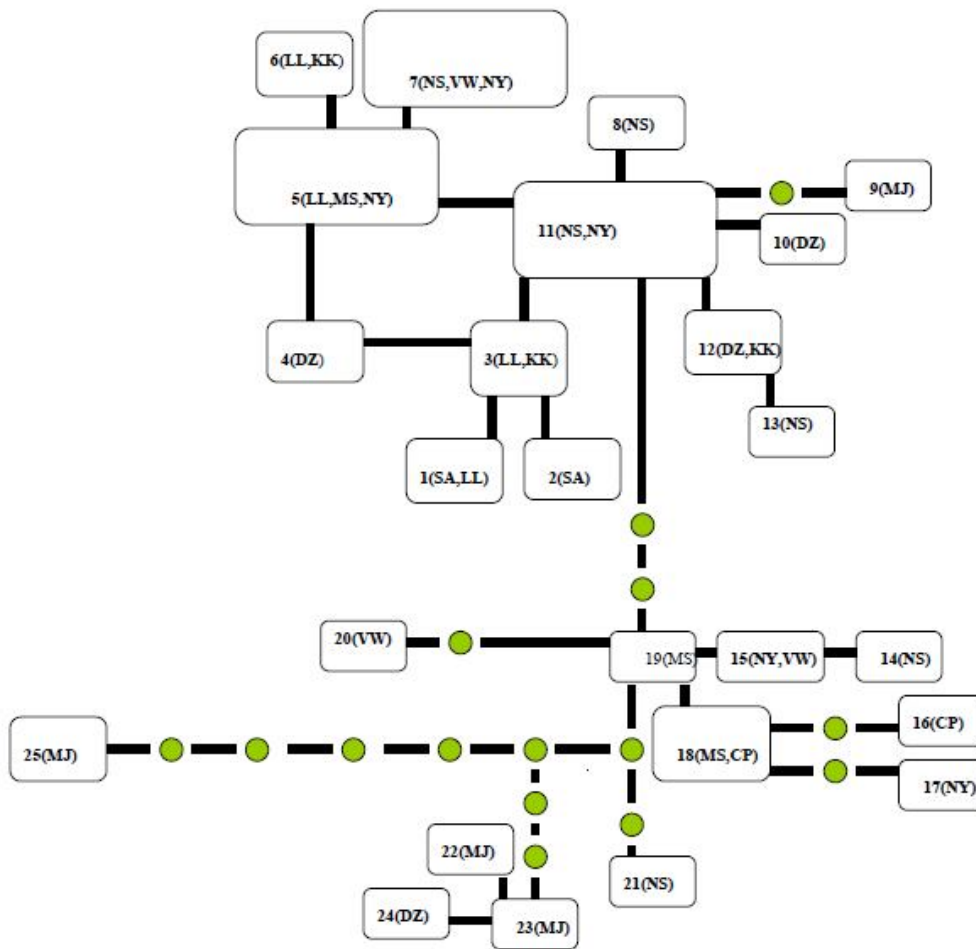 6(LL,KK)
7(NS,VW,NY)
8(NS)
5(LL,MS,NY)
9(MJ)
11(NS,NY)
10(DZ)
4(DZ)
3(LL,KK)
12(DZ,KK)
13(NS)
1(SA,LL)
2(SA)
20(VW)
19(MS)
15(NY,VW)
14(NS)
25(MJ)
18(MS,CP)
16(CP)
17(NY)
22(MJ)
21(NS)
24(DZ)
23(MJ)